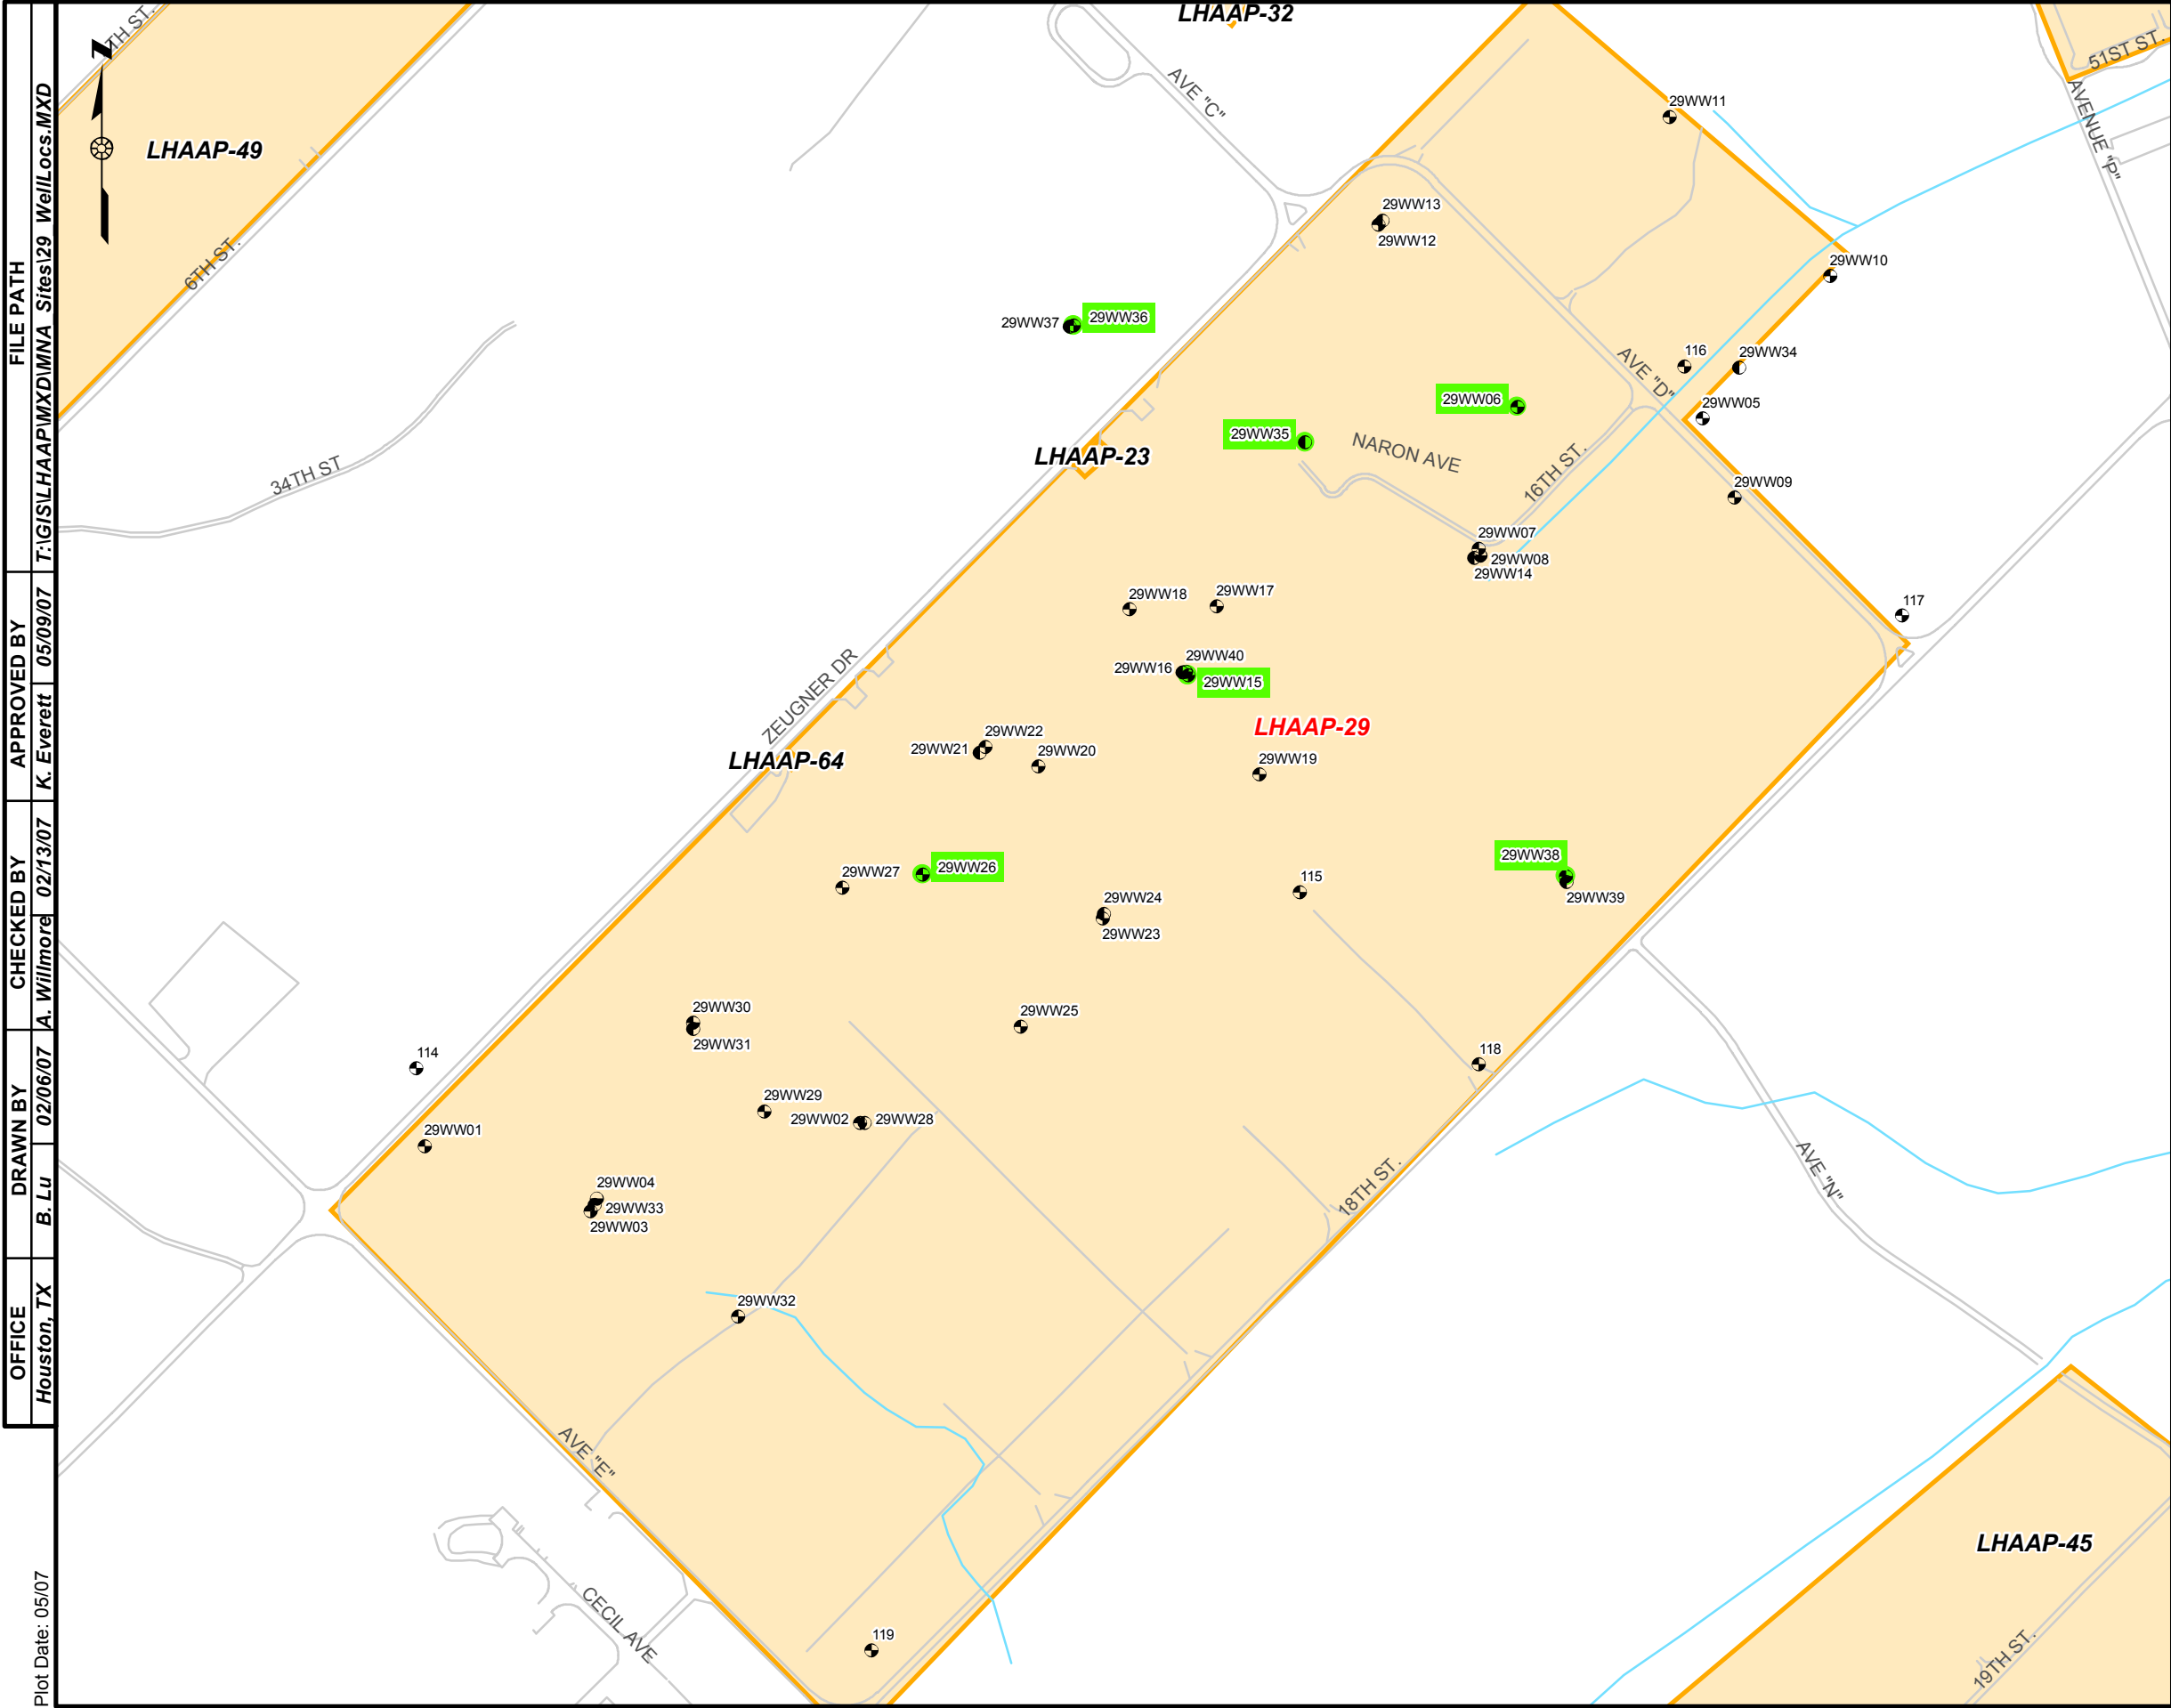 FILE PATH
T:\GIS\LHAAP\MXD\MNA Sites\29 WellLocs.MXD
APPROVED BY
K. Everett 05/09/07
CHECKED BY
A. Willmore 02/13/07
DRAWN BY
B. Lu 02/06/07
OFFICE
Houston, TX
Plot Date: 05/07
N
TH ST.
LHAAP-49
6TH ST.
34TH ST
LHAAP-32
AVE "C"
51ST ST.
AVENUE "P"
29WW11
29WW13
29WW12
29WW10
29WW37
29WW36
116
29WW34
AVE "D"
29WW06
29WW05
29WW35
NARON AVE
LHAAP-23
16TH ST.
29WW09
29WW07
29WW08
29WW14
29WW18
29WW17
117
29WW40
29WW16
29WW15
ZEUGNER DR
LHAAP-29
29WW22
29WW21
29WW20
LHAAP-64
29WW19
29WW38
29WW27
29WW26
115
29WW39
29WW24
29WW23
29WW30
29WW25
29WW31
114
118
29WW29
29WW02
29WW28
29WW01
AVE "N"
29WW04
29WW33
29WW03
18TH ST.
29WW32
AVE "E"
LHAAP-45
CECIL AVE
119
19TH ST.